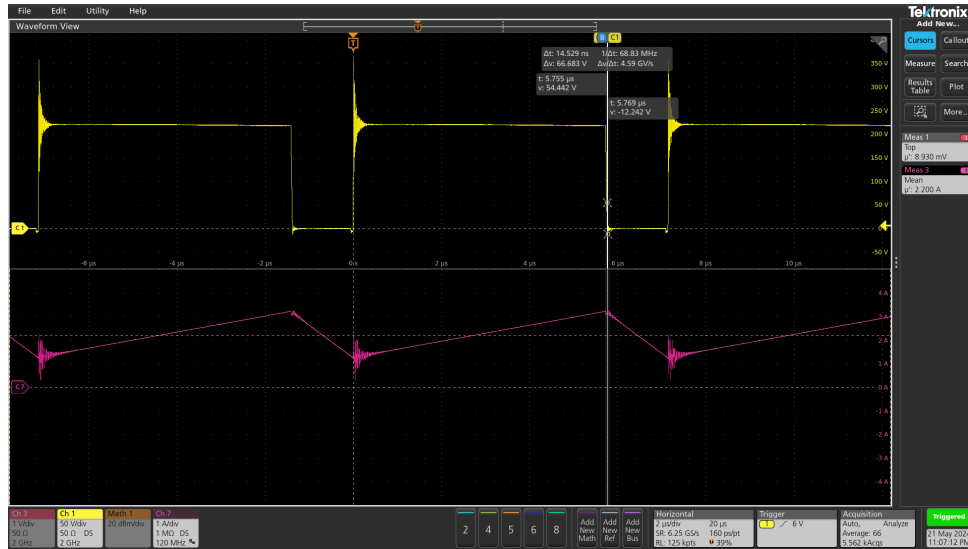 File Edit Utility Help
Tektronix
Waveform View
Add New...
Cursors Callout
Measure Search
Results Table Plot
More...
T
T
C1
Δt: 14.529 ns 1/Δt: 68.83 MHz
Δv: 66.683 V Δv/Δt: 4.59 GV/s
t: 5.755 µs
v: 54.442 V
t: 5.769 µs
v: -12.242 V
350 V
300 V
250 V
200 V
150 V
100 V
50 V
-50 V
C1
-6 µs -4 µs -2 µs 0 s 2 µs 4 µs 6 µs 8 µs 10 µs
4 A
3 A
2 A
1 A
0 A
-1 A
-2 A
-3 A
-4 A
C7
Meas 1
Top
µ': 8.930 mV
Meas 3
Mean
µ': 2.200 A
Ch 3
1 V/div
50 Ω
2 GHz
Ch 1
50 V/div
50 Ω DS
2 GHz
Math 1
20 dBm/div
Ch 7
1 A/div
1 MΩ DS
120 MHz
2 4 5 6 8
Add New Math
Add New Ref
Add New Bus
Horizontal
2 µs/div 20 µs
SR: 6.25 GS/s 160 ps/pt
RL: 125 kpts 39%
Trigger
1 6 V
Acquisition
Auto, Analyze
Average: 66
5.562 kAcqs
Triggered
11:07:12 PM